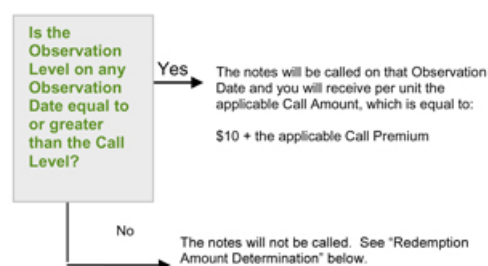 Is the
Observation
Level on any
Observation
Date equal to
or greater
than the Call
Level?
Yes
The notes will be called on that Observation
Date and you will receive per unit the
applicable Call Amount, which is equal to:
$10 + the applicable Call Premium
No
The notes will not be called. See “Redemption
Amount Determination” below.